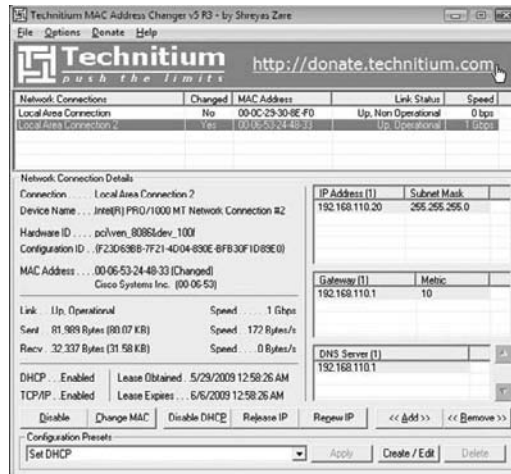 Technitium MAC Address Changer v5 R3 - by Shreyas Zare
File Options Donate Help
Technitium
push the limits
http://donate.technitium.com
Network Connections Changed MAC Address Link Status Speed
Local Area Connection No 00-0C-29-30-8E-F0 Up, Non Operational 0 bps
Local Area Connection 2 Yes 00-06-53-24-48-33 Up, Operational 1 Gbps
Network Connection Details
Connection . . . . . Local Area Connection 2
Device Name . . . Intel(R) PRO/1000 MT Network Connection #2
Hardware ID . . . pci\ven_8086&dev_100f
Configuration ID . . {F23D69BB-7F21-4D04-890E-BFB30F1D89E0}
MAC Address . . . . 00-06-53-24-48-33 (Changed)
Cisco Systems Inc. (00-06-53)
Link . . . Up, Operational Speed . . . . . 1 Gbps
Sent . . 81,989 Bytes (80.07 KB) Speed . . 172 Bytes/s
Recv . . 32,337 Bytes (31.58 KB) Speed . . . 0 Bytes/s
DHCP . . . Enabled Lease Obtained . 5/29/2009 12:58:26 AM
TCP/IP . . Enabled Lease Expires . . 6/6/2009 12:58:26 AM
IP Address (1) Subnet Mask
192.168.110.20 255.255.255.0
Gateway (1) Metric
192.168.110.1 10
DNS Server (1)
192.168.110.1
Disable Change MAC Disable DHCP Release IP Renew IP << Add >> << Remove >>
Configuration Presets
Set DHCP Apply Create / Edit Delete